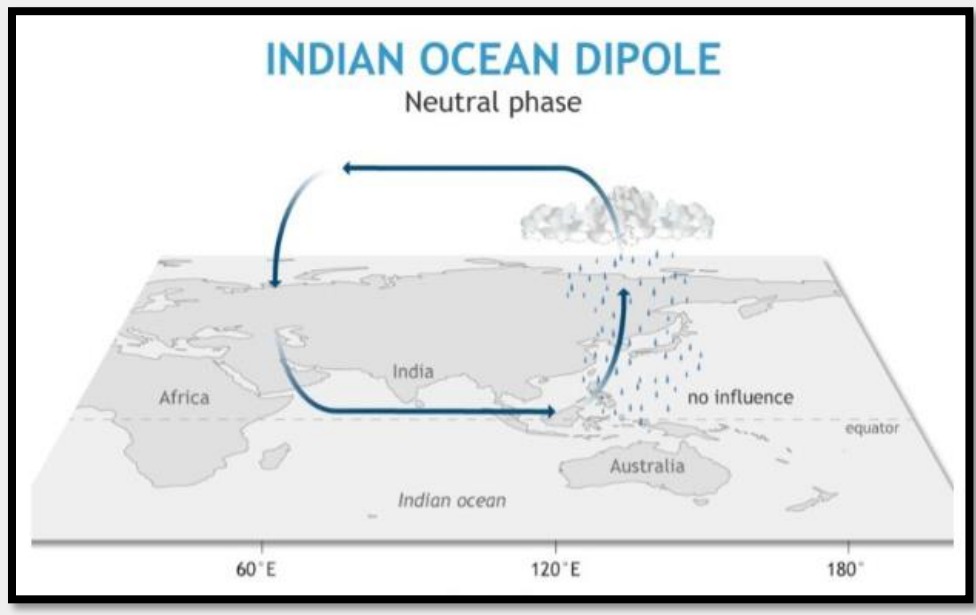 INDIAN OCEAN DIPOLE
Neutral phase
India
Africa
no influence
equator
Australia
Indian ocean
60°E
120°E
180°